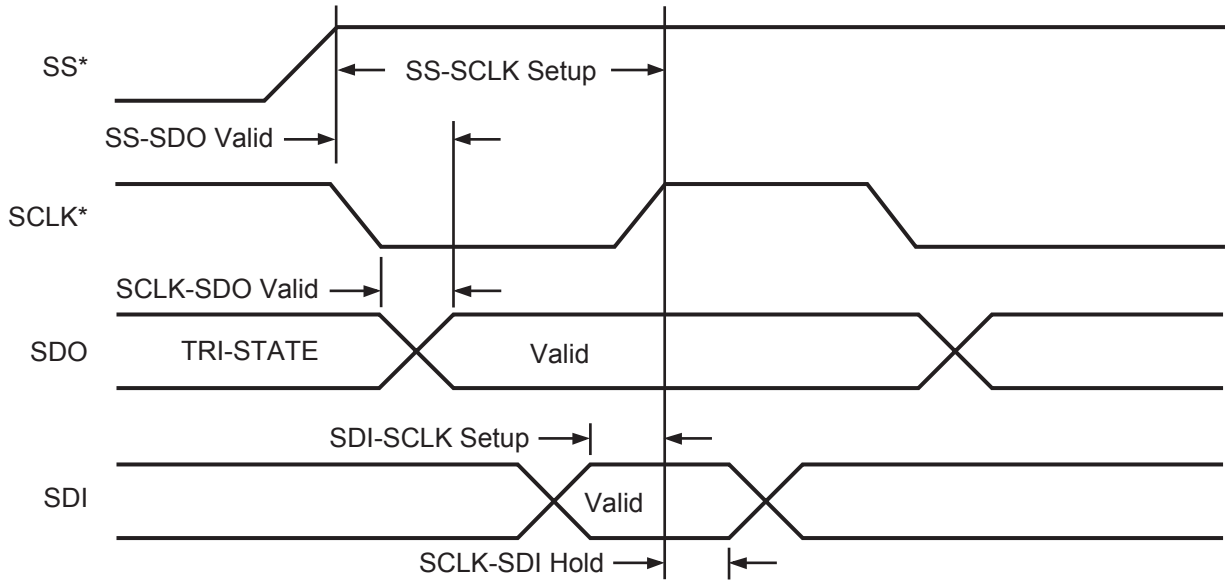 SS*
SS-SCLK Setup
SS-SDO Valid
SCLK*
SCLK-SDO Valid
SDO
TRI-STATE
Valid
SDI-SCLK Setup
SDI
Valid
SCLK-SDI Hold